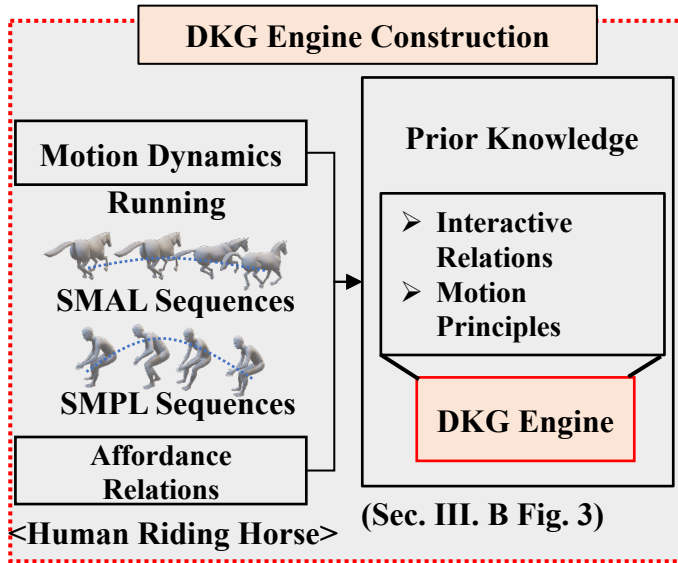 DKG Engine Construction
Motion Dynamics
Running
SMAL Sequences
SMPL Sequences
Affordance
Relations
<Human Riding Horse>
Prior Knowledge
➢ Interactive
Relations
➢ Motion
Principles
DKG Engine
(Sec. III. B Fig. 3)